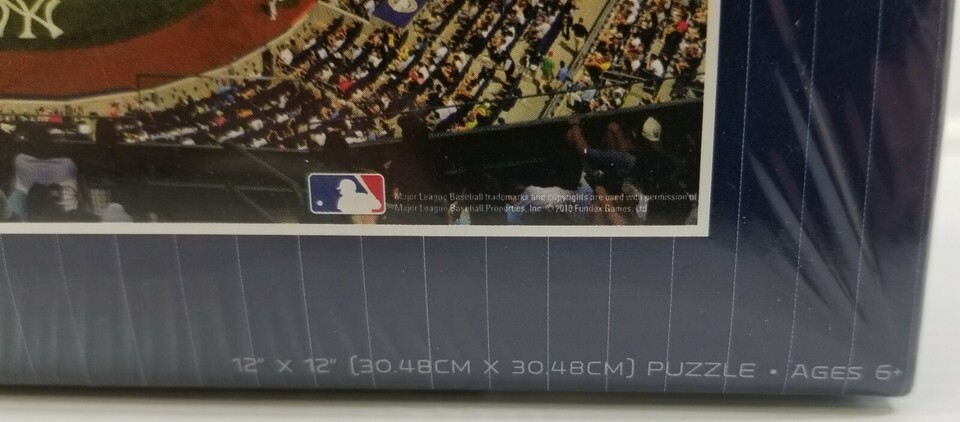 NY
Major League Baseball trademarks and copyrights are used with permission of
Major League Baseball Properties, Inc. © 2010 Fundex Games, Ltd
12" X 12" (30.48CM X 30.48CM) PUZZLE • AGES 6+